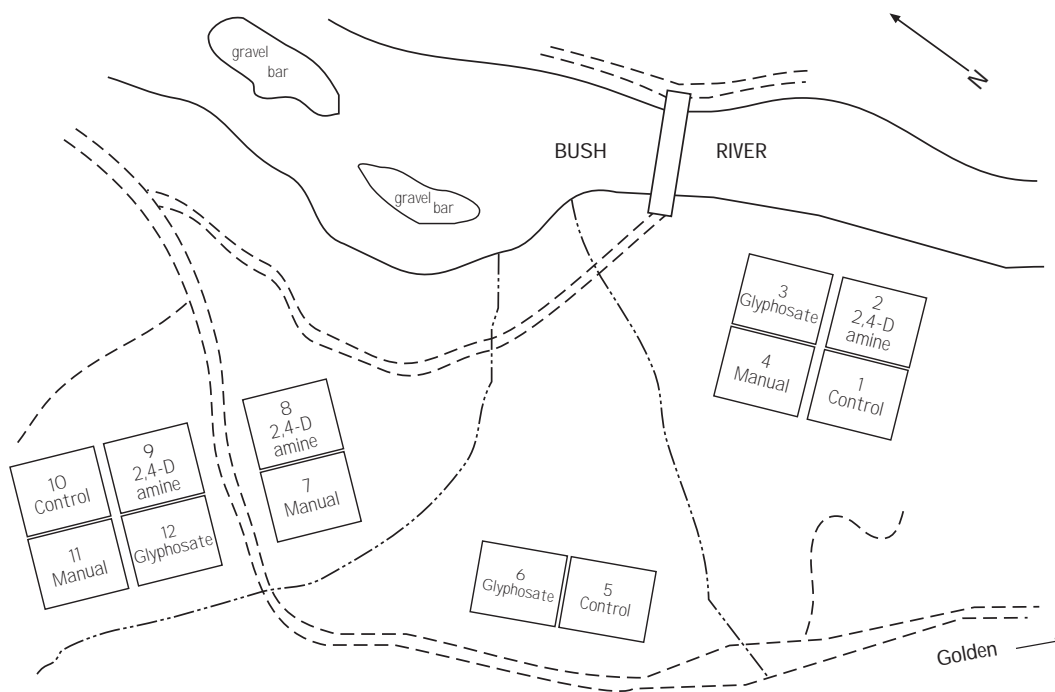 gravel
bar
N
BUSH RIVER
gravel
bar
3
Glyphosate
2
2,4-D
amine
4
Manual
1
Control
8
2,4-D
amine
7
Manual
9
2,4-D
amine
10
Control
12
Glyphosate
11
Manual
6
Glyphosate
5
Control
Golden